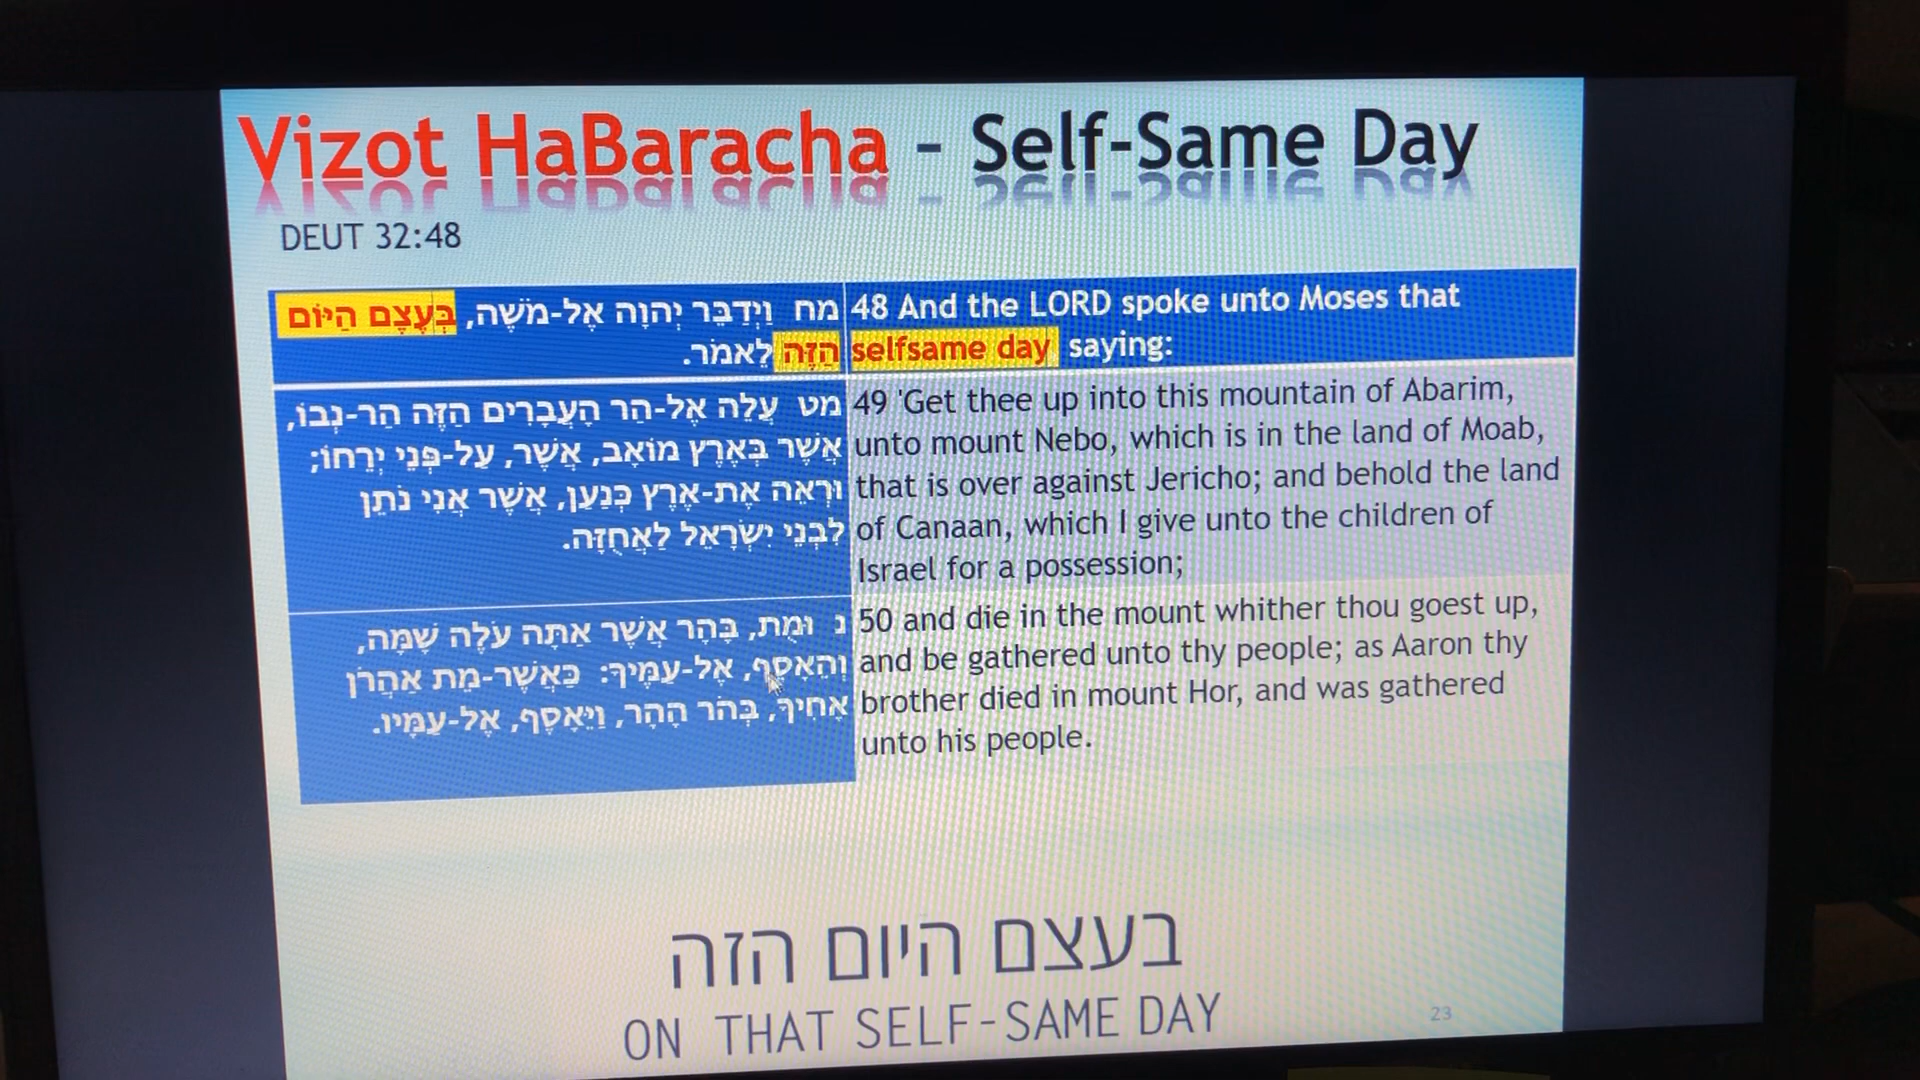 Vizot HaBaracha - Self-Same Day
DEUT 32:48
מח וַיְדַבֵּר יְהוָה אֶל-מֹשֶׁה, בְּעֶצֶם הַיּוֹם
הַזֶּה לֵאמֹר.
48 And the LORD spoke unto Moses that
selfsame day saying:
מט עֲלֵה אֶל-הַר הָעֲבָרִים הַזֶּה הַר-נְבוֹ,
אֲשֶׁר בְּאֶרֶץ מוֹאָב, אֲשֶׁר, עַל-פְּנֵי יְרֵחוֹ;
וּרְאֵה אֶת-אֶרֶץ כְּנַעַן, אֲשֶׁר אֲנִי נֹתֵן
לִבְנֵי יִשְׂרָאֵל לַאֲחֻזָּה.
49 'Get thee up into this mountain of Abarim,
unto mount Nebo, which is in the land of Moab,
that is over against Jericho; and behold the land
of Canaan, which I give unto the children of
Israel for a possession;
נ וּמֻת, בָּהָר אֲשֶׁר אַתָּה עֹלֶה שָׁמָּה,
וְהֵאָסֵף, אֶל-עַמֶּיךָ: כַּאֲשֶׁר-מֵת אַהֲרֹן
אָחִיךָ, בְּהֹר הָהָר, וַיֵּאָסֶף, אֶל-עַמָּיו.
50 and die in the mount whither thou goest up,
and be gathered unto thy people; as Aaron thy
brother died in mount Hor, and was gathered
unto his people.
בעצם היום הזה
ON THAT SELF-SAME DAY
23